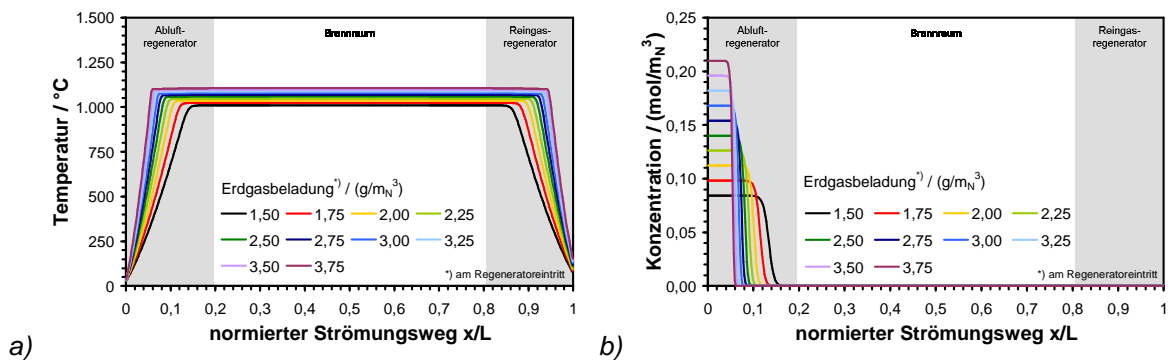 1.500
1.250
1.000
750
500
250
0
Temperatur / °C
Abluft-
regenerator
Brennraum
Reingas-
regenerator
Erdgasbeladung*) / (g/mN3)
1,50 1,75 2,00 2,25
2,50 2,75 3,00 3,25
3,50 3,75
*) am Regeneratoreintritt
0 0,1 0,2 0,3 0,4 0,5 0,6 0,7 0,8 0,9 1
normierter Strömungsweg x/L
a)
0,25
0,20
0,15
0,10
0,05
0,00
Konzentration / (mol/mN3)
Abluft-
regenerator
Brennraum
Reingas-
regenerator
Erdgasbeladung*) / (g/mN3)
1,50 1,75 2,00 2,25
2,50 2,75 3,00 3,25
3,50 3,75
*) am Regeneratoreintritt
0 0,1 0,2 0,3 0,4 0,5 0,6 0,7 0,8 0,9 1
normierter Strömungsweg x/L
b)